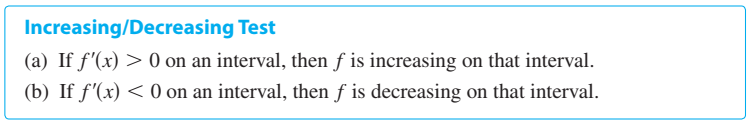 Increasing/Decreasing Test
(a) If f′(x) > 0 on an interval, then f is increasing on that interval.
(b) If f′(x) < 0 on an interval, then f is decreasing on that interval.